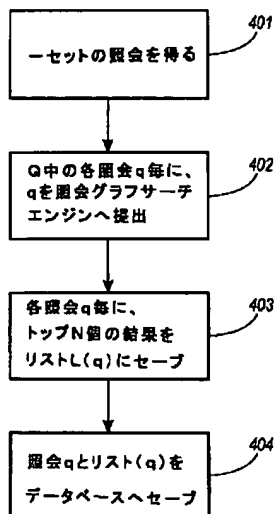 一セットの照会を得る
401
Q中の各照会q毎に、
qを照会グラフサーチ
エンジンへ提出
402
各照会q毎に、
トップN個の結果を
リストL(q)にセーブ
403
照会qとリスト(q)を
データベースへセーブ
404